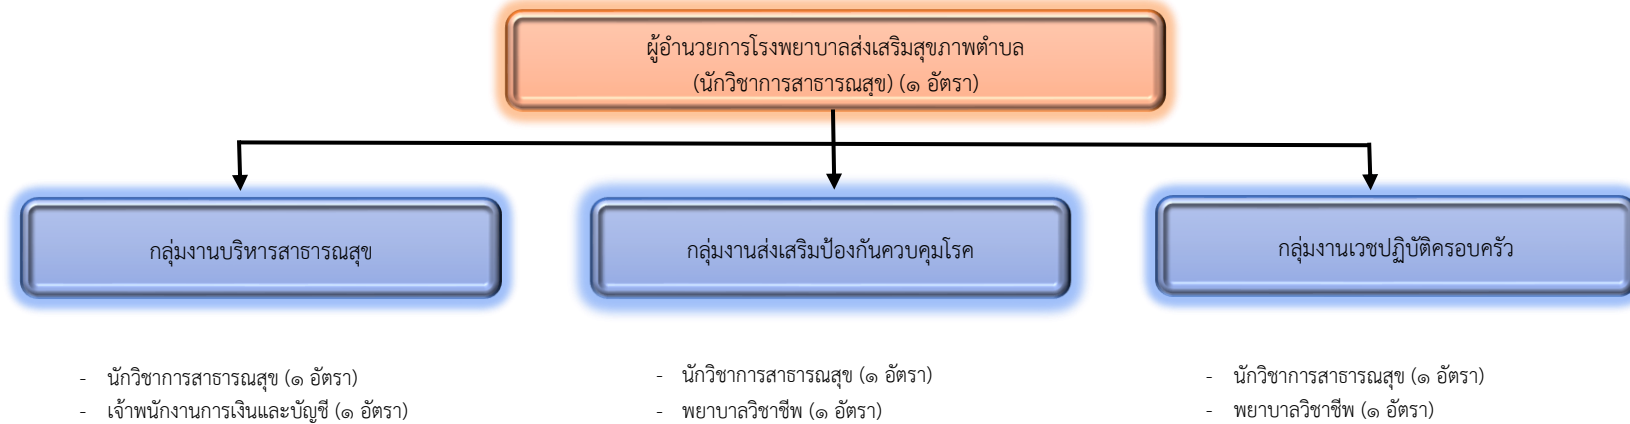 ผู้อำนวยการโรงพยาบาลส่งเสริมสุขภาพตำบล
(นักวิชาการสาธารณสุข) (๑ อัตรา)
กลุ่มงานบริหารสาธารณสุข
กลุ่มงานส่งเสริมป้องกันควบคุมโรค
กลุ่มงานเวชปฏิบัติครอบครัว
- นักวิชาการสาธารณสุข (๑ อัตรา)
- เจ้าพนักงานการเงินและบัญชี (๑ อัตรา)
- นักวิชาการสาธารณสุข (๑ อัตรา)
- พยาบาลวิชาชีพ (๑ อัตรา)
- นักวิชาการสาธารณสุข (๑ อัตรา)
- พยาบาลวิชาชีพ (๑ อัตรา)